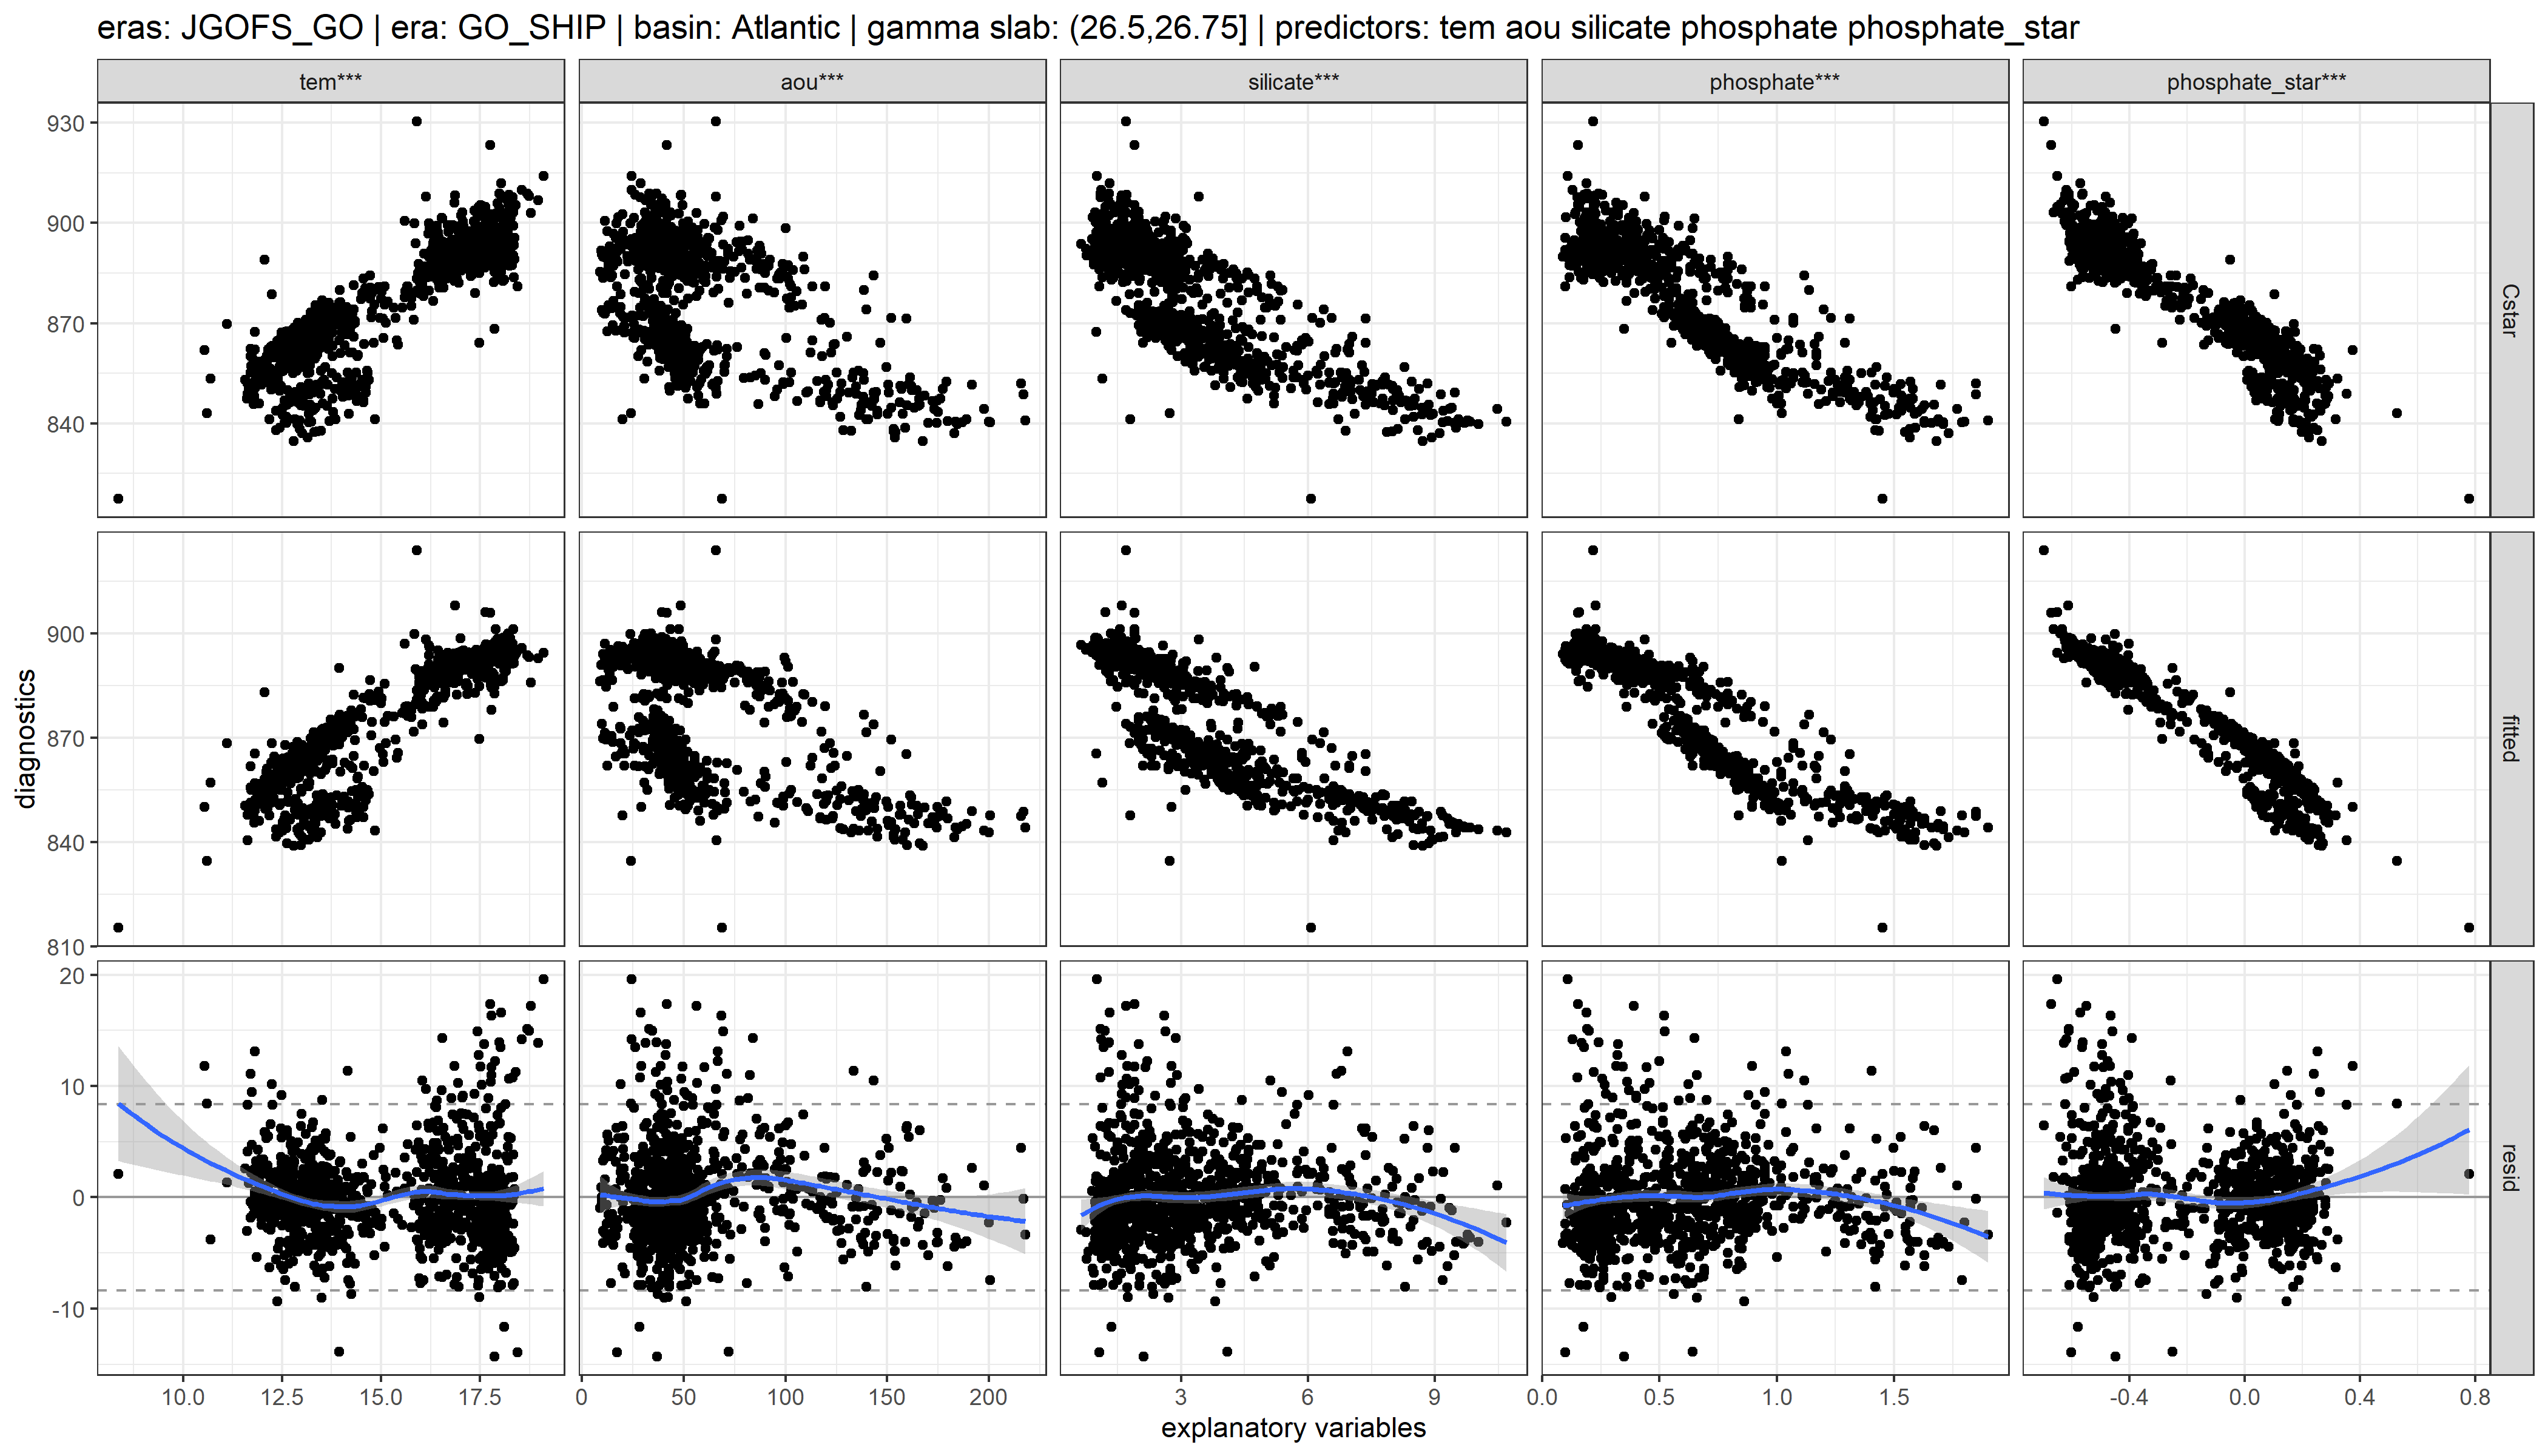 eras: JGOFS_GO | era: GO_SHIP | basin: Atlantic | gamma slab: (26.5,26.75] | predictors: tem aou silicate phosphate phosphate_star
tem*** aou*** silicate*** phosphate*** phosphate_star***
930
900
870
840
Cstar
900
870
840
810
fitted
diagnostics
20
10
0
-10
resid
10.0 12.5 15.0 17.5 0 50 100 150 200 3 6 9 0.0 0.5 1.0 1.5 -0.4 0.0 0.4 0.8
explanatory variables